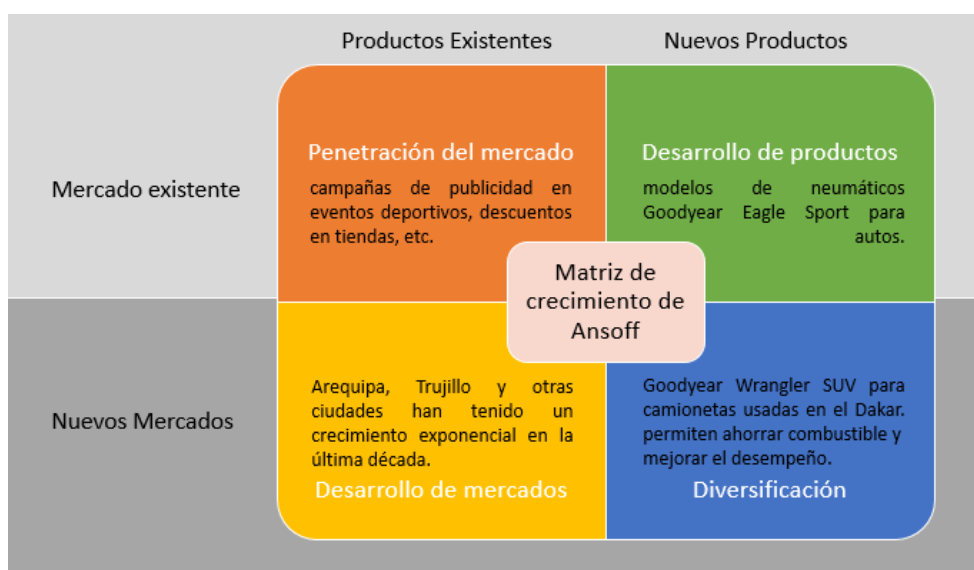 Productos Existentes
Nuevos Productos
Mercado existente
Penetración del mercado
campañas de publicidad en
eventos deportivos, descuentos
en tiendas, etc.
Desarrollo de productos
modelos de neumáticos
Goodyear Eagle Sport para
autos.
Matriz de
crecimiento de
Ansoff
Nuevos Mercados
Arequipa, Trujillo y otras
ciudades han tenido un
crecimiento exponencial en la
última década.
Desarrollo de mercados
Goodyear Wrangler SUV para
camionetas usadas en el Dakar.
permiten ahorrar combustible y
mejorar el desempeño.
Diversificación